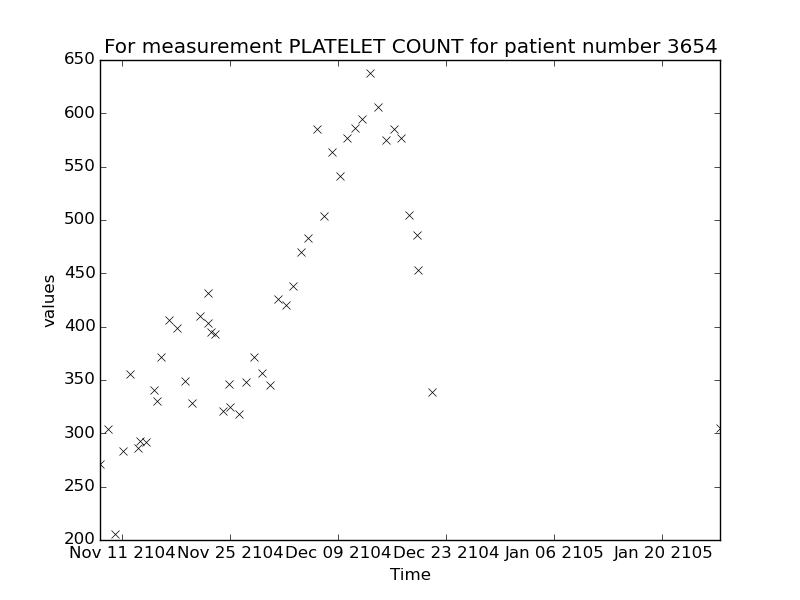 For measurement PLATELET COUNT for patient number 3654
650
600
550
500
450
400
350
300
250
200
values
Nov 11 2104 Nov 25 2104 Dec 09 2104 Dec 23 2104 Jan 06 2105 Jan 20 2105
Time